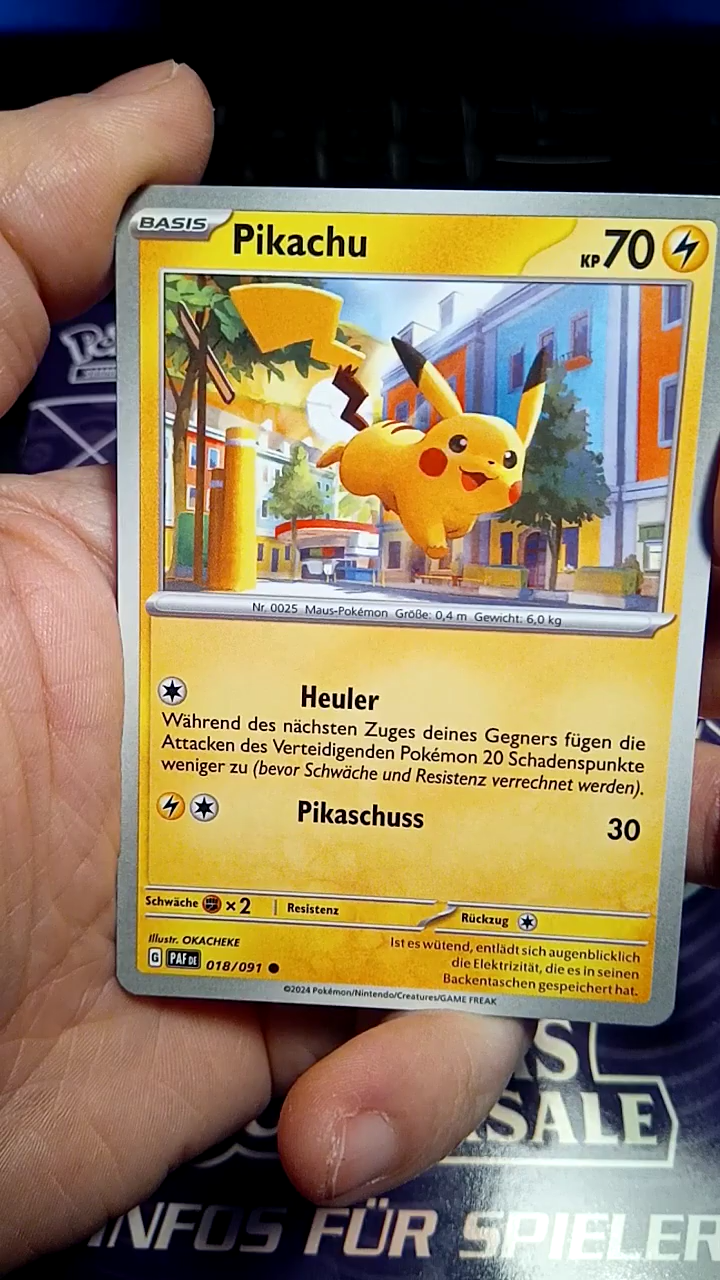 BASIS Pikachu KP 70
Nr. 0025 Maus-Pokémon Größe: 0,4 m Gewicht: 6,0 kg
Heuler
Während des nächsten Zuges deines Gegners fügen die
Attacken des Verteidigenden Pokémon 20 Schadenspunkte
weniger zu (bevor Schwäche und Resistenz verrechnet werden).
Pikaschuss 30
Schwäche ×2 Resistenz Rückzug
Illustr. OKACHEKE
G PAF DE 018/091
Ist es wütend, entlädt sich augenblicklich
die Elektrizität, die es in seinen
Backentaschen gespeichert hat.
©2024 Pokémon/Nintendo/Creatures/GAME FREAK
INFOS FÜR SPIELER